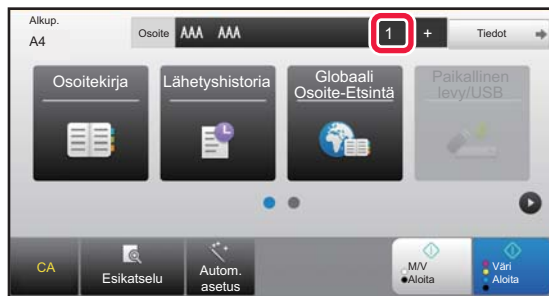 Alkup.
A4
Osoite AAA AAA 1 + Tiedot
Osoitekirja
Lähetyshistoria
Globaali
Osoite-Etsintä
Paikallinen
levy/USB
CA
Esikatselu
Autom.
asetus
M/V
Aloita
Väri
Aloita